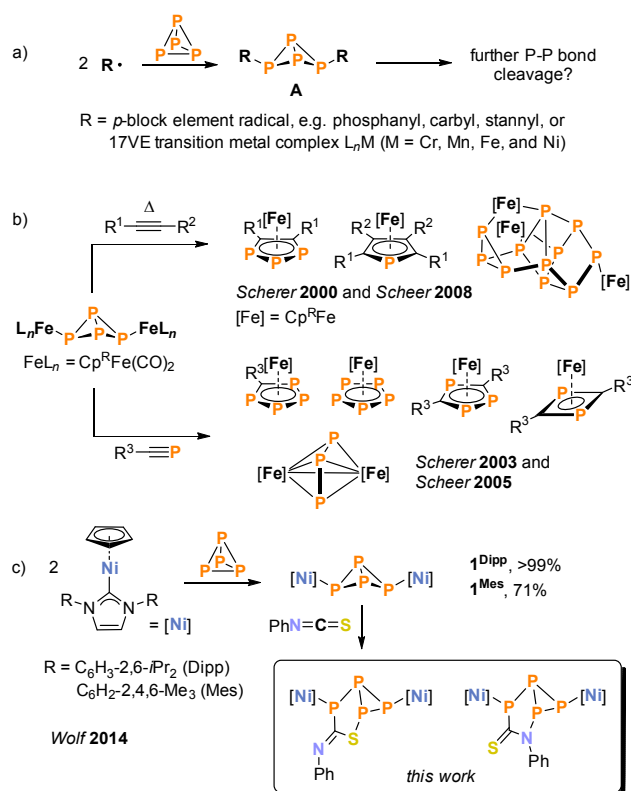 a)
2 R• P P P P R P P P P R further P-P bond
cleavage?
A
R = p-block element radical, e.g. phosphanyl, carbyl, stannyl, or
17VE transition metal complex LnM (M = Cr, Mn, Fe, and Ni)
b)
Δ
R1 R2
[Fe] R1 R1 P P P
[Fe] R2 R2 R1 R1 P
[Fe] [Fe] [Fe] P P P P P P P P P P P
Scherer 2000 and Scheer 2008
[Fe] = CpRFe
LnFe P P P P FeLn
FeLn = CpRFe(CO)2
R3 P
[Fe] R3 P P P P
[Fe] P P P P P
[Fe] R3 R3 P P P
[Fe] R3 R3 P P
[Fe] P P P [Fe]
Scherer 2003 and
Scheer 2005
c)
2 Ni R N N R = [Ni]
P P P P
[Ni] P P P P [Ni]
1Dipp, >99%
1Mes, 71%
PhN=C=S
R = C6H3-2,6-iPr2 (Dipp)
C6H2-2,4,6-Me3 (Mes)
[Ni] P P P P [Ni] S N Ph
[Ni] P P P P [Ni] S N Ph
Wolf 2014
this work